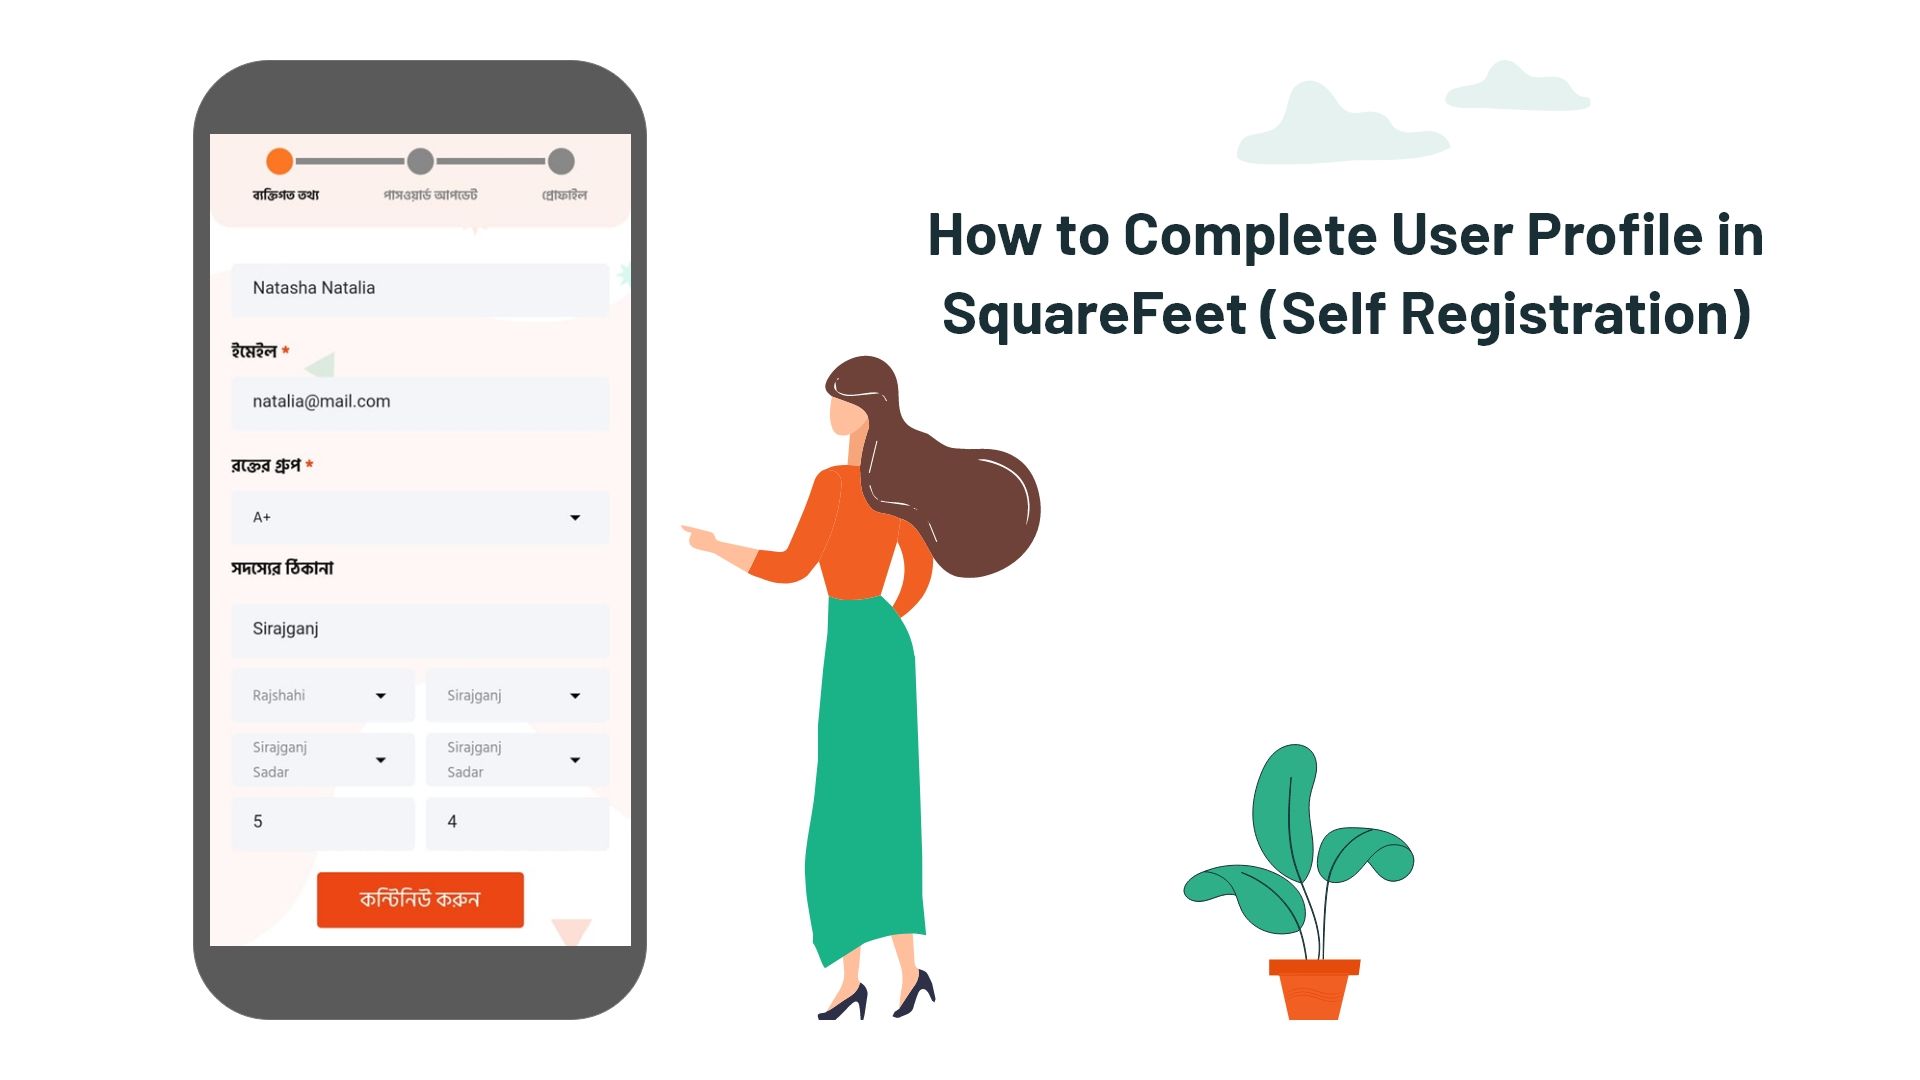 ব্যক্তিগত তথ্য
পাসওয়ার্ড আপডেট
প্রোফাইল
Natasha Natalia
ইমেইল *
natalia@mail.com
রক্তের গ্রুপ *
A+
সদস্যের ঠিকানা
Sirajganj
Rajshahi
Sirajganj
Sirajganj
Sadar
Sirajganj
Sadar
5
4
কন্টিনিউ করুন
How to Complete User Profile in
SquareFeet (Self Registration)